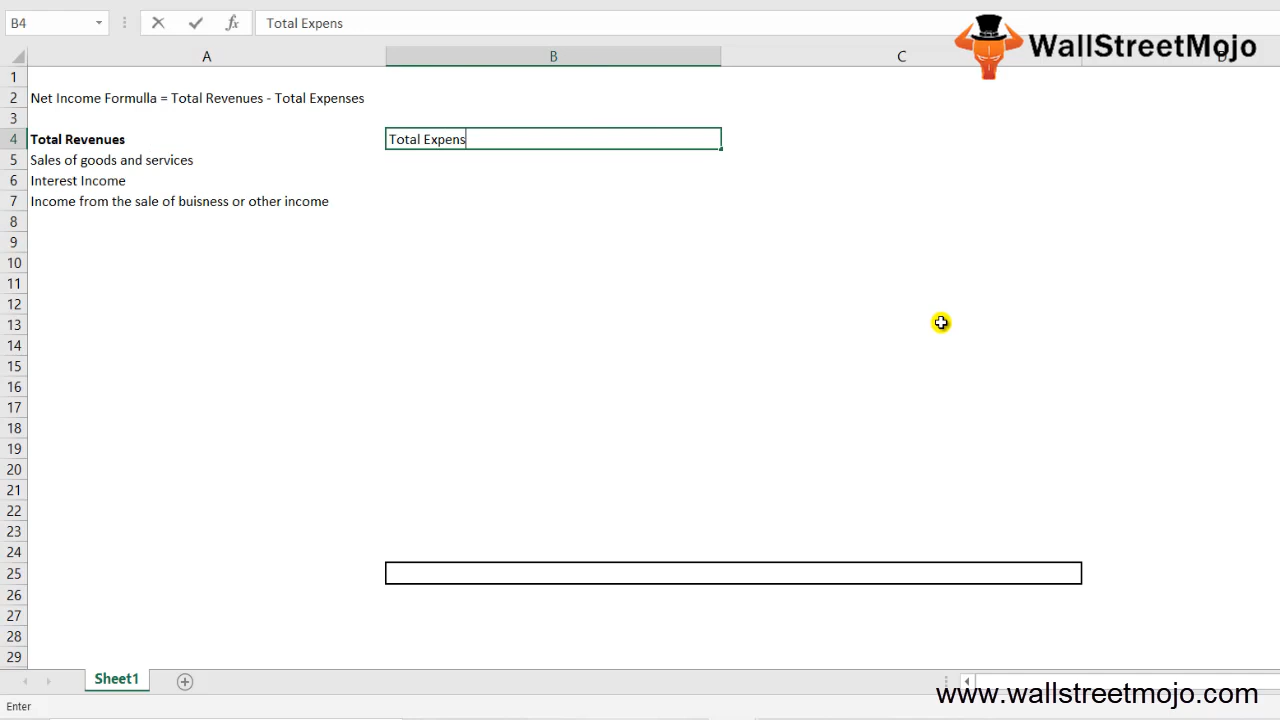 B4 Total Expens
WallStreetMojo
A B C D
1
2 Net Income Formulla = Total Revenues - Total Expenses
3
4 Total Revenues Total Expens
5 Sales of goods and services
6 Interest Income
7 Income from the sale of buisness or other income
8
9
10
11
12
13
14
15
16
17
18
19
20
21
22
23
24
25
26
27
28
29
Sheet1
www.wallstreetmojo.com
Enter